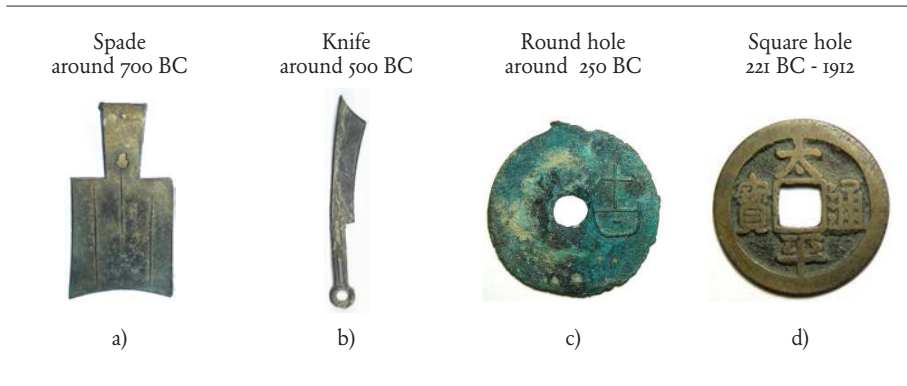 Spade
around 700 BC
Knife
around 500 BC
Round hole
around 250 BC
Square hole
221 BC - 1912
太
平
通
寶
a)
b)
c)
d)